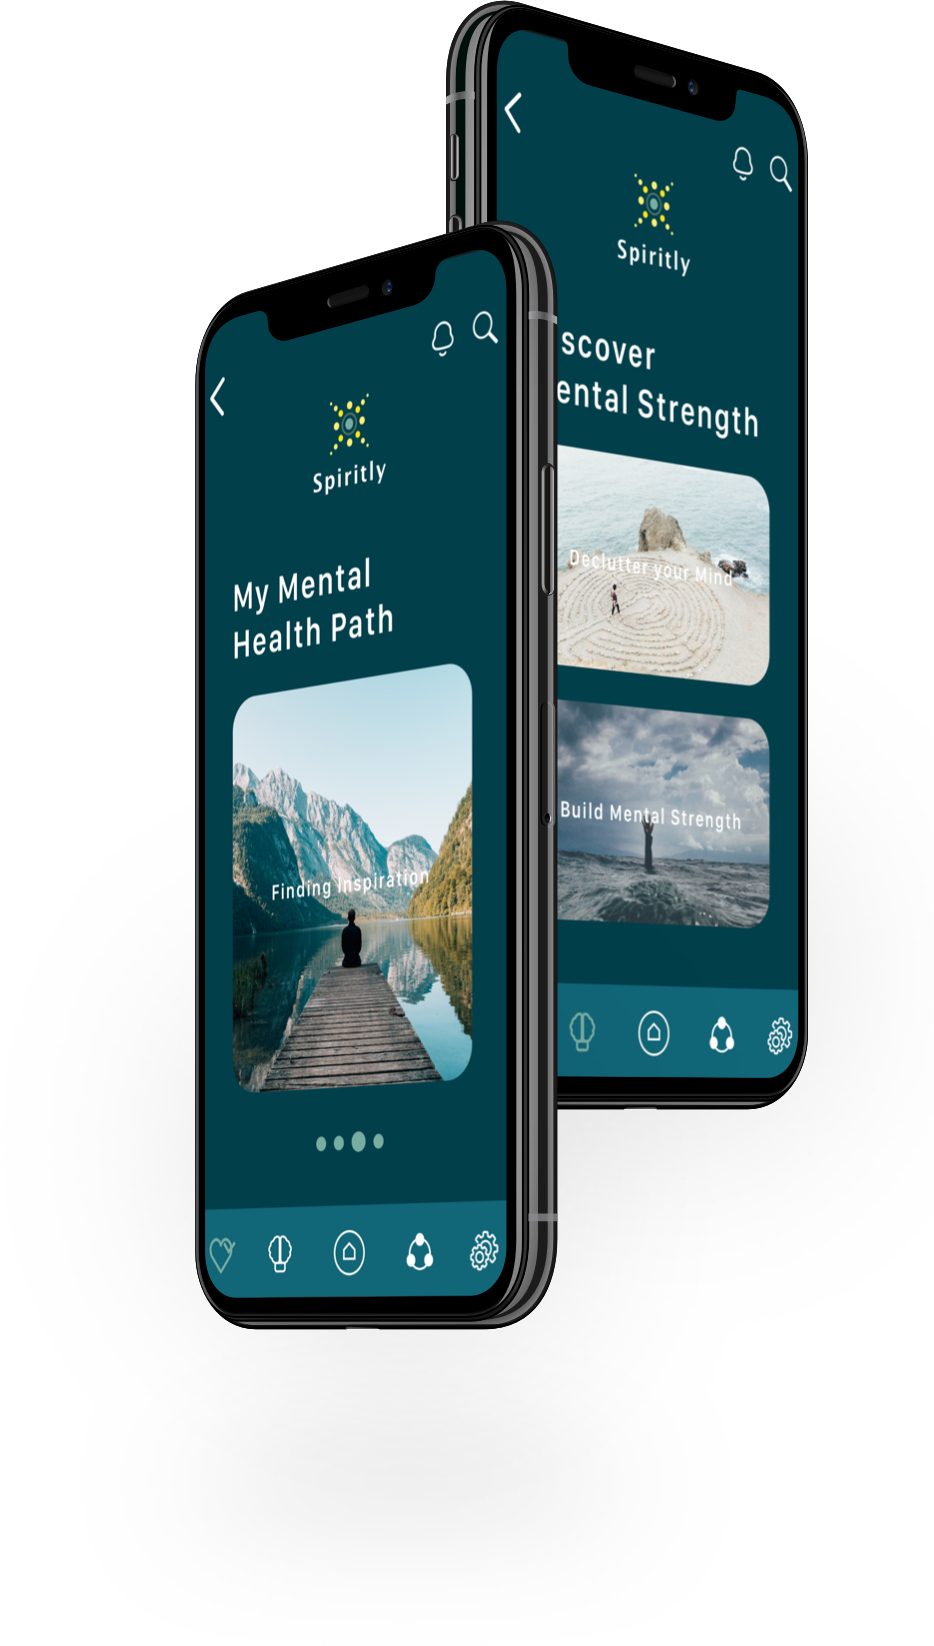 Spiritly
My Mental
Health Path
Finding Inspiration
Spiritly
scover
ental Strength
Declutter your Mind
Build Mental Strength